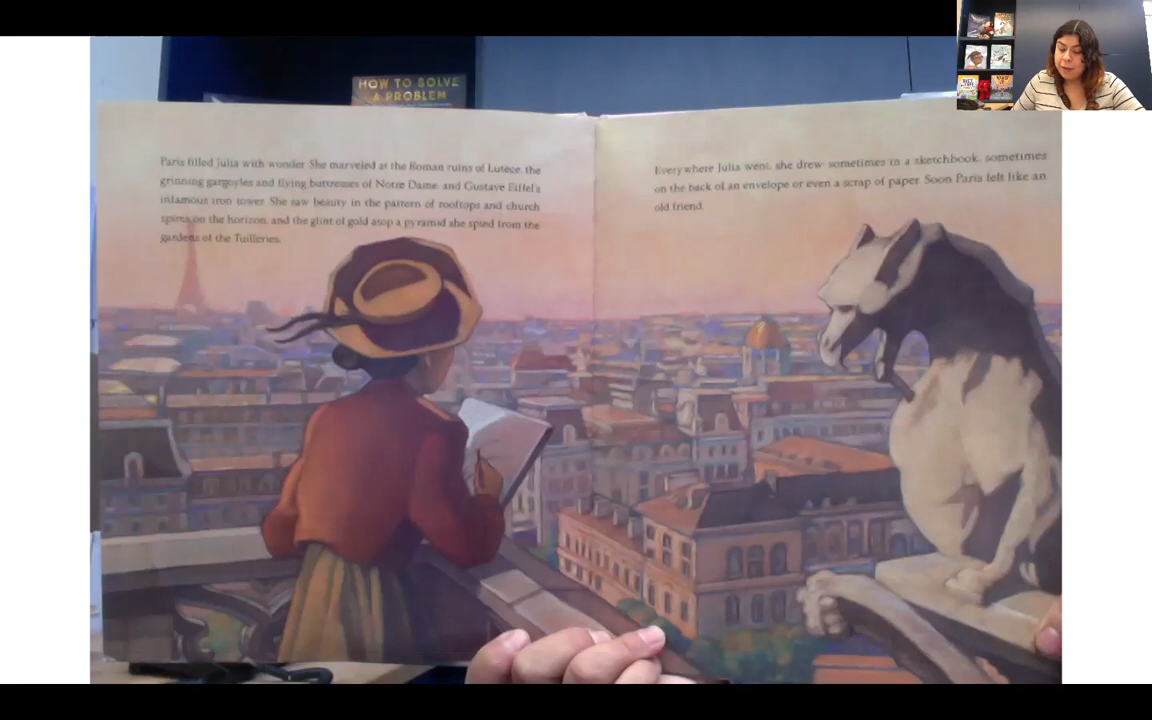 HOW TO SOLVE
A PROBLEM
Paris filled Julia with wonder. She marveled at the Roman ruins of Lutèce, the
grinning gargoyles and flying buttresses of Notre Dame, and Gustave Eiffel's
infamous iron tower. She saw beauty in the pattern of rooftops and church
spires on the horizon, and the glint of gold atop a pyramid she spied from the
gardens of the Tuilleries.
Everywhere Julia went, she drew: sometimes in a sketchbook, sometimes
on the back of an envelope or even a scrap of paper. Soon Paris felt like an
old friend.